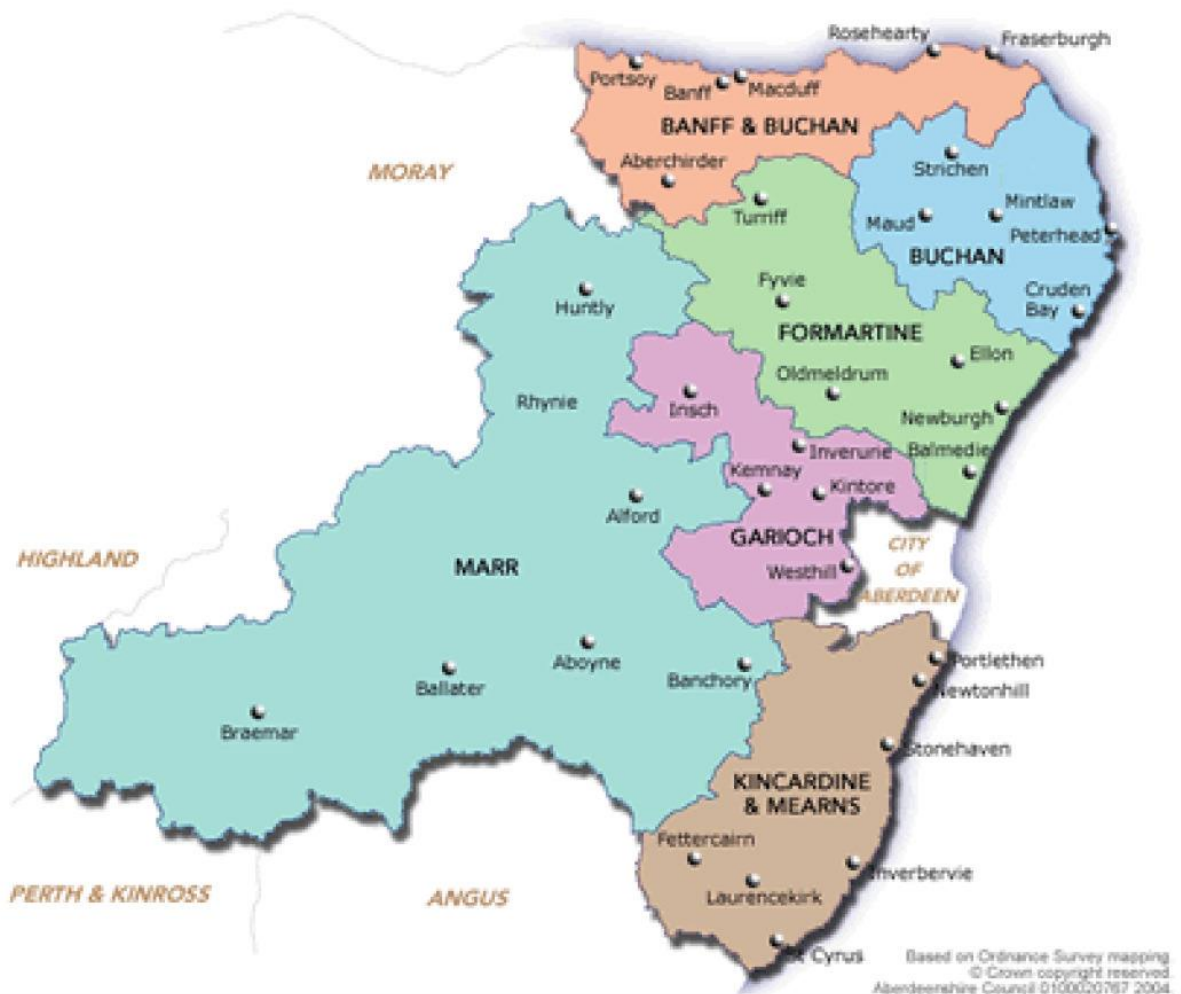 Rosehearty
Fraserburgh
Portsoy
Banff
Macduff
BANFF & BUCHAN
Aberchirder
Strichen
MORAY
Turriff
Maud
Mintlaw
Peterhead
BUCHAN
Huntly
Fyvie
Cruden
Bay
FORMARTINE
Ellon
Oldmeldrum
Rhynie
Insch
Newburgh
Inverurie
Balmedie
Kemnay
Kintore
Alford
GARIOCH
CITY
OF
ABERDEEN
HIGHLAND
MARR
Westhill
Aboyne
Banchory
Portlethen
Ballater
Newtonhill
Braemar
Stonehaven
KINCARDINE
& MEARNS
Fettercairn
Inverbervie
PERTH & KINROSS
ANGUS
Laurencekirk
St Cyrus
Based on Ordnance Survey mapping.
© Crown copyright reserved.
Aberdeenshire Council 0100020767 2004.